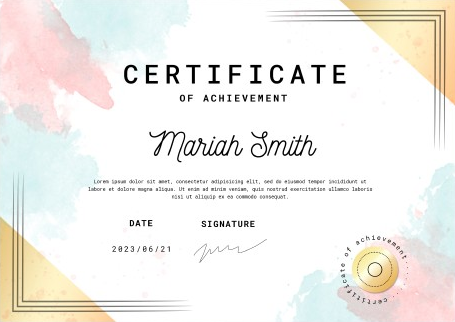 CERTIFICATE
OF ACHIEVEMENT
Mariah Smith
Lorem ipsum dolor sit amet, consectetur adipisicing elit, sed do eiusmod tempor incididunt ut
labore et dolore magna aliqua. Ut enim ad minim veniam, quis nostrud exercitation ullamco laboris
nisi ut aliquip ex ea commodo consequat.
DATE SIGNATURE
2023/06/21
certificate of achievement